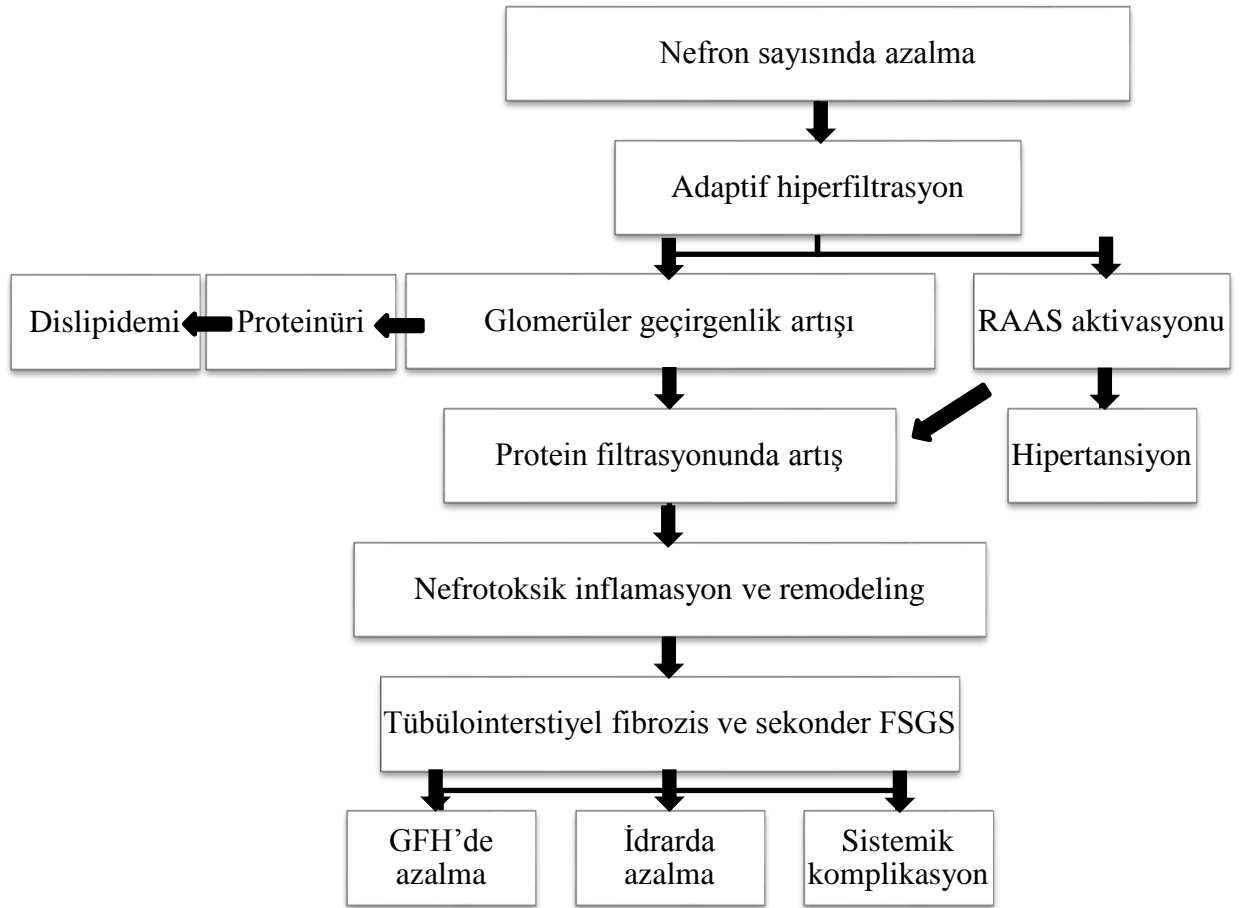 Nefron sayısında azalma
Adaptif hiperfiltrasyon
Dislipidemi
Proteinüri
Glomerüler geçirgenlik artışı
RAAS aktivasyonu
Protein filtrasyonunda artış
Hipertansiyon
Nefrotoksik inflamasyon ve remodeling
Tübülointerstiyel fibrozis ve sekonder FSGS
GFH’de
azalma
İdrarda
azalma
Sistemik
komplikasyon